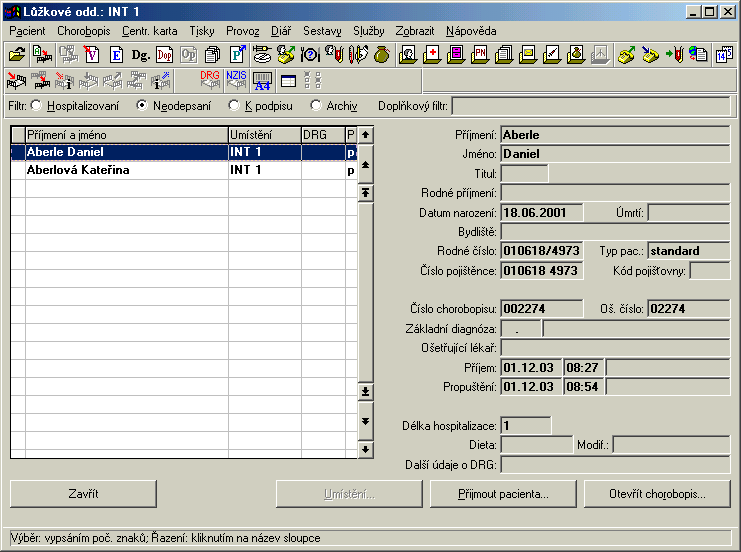 Lůžkové odd.: INT 1
Pacient Chorobopis Centr. karta Tisky Provoz Diář Sestavy Služby Zobrazit Nápověda
V E Dg. Dop Op P PN
DRG NZIS A4
Filtr: Hospitalizovaní Neodepsaní K podpisu Archiv Doplňkový filtr:
Příjmení a jméno Umístění DRG P
Aberle Daniel INT 1 p
Aberlová Kateřina INT 1 p
Příjmení: Aberle
Jméno: Daniel
Titul:
Rodné příjmení:
Datum narození: 18.06.2001 Úmrtí:
Bydliště:
Rodné číslo: 010618/4973 Typ pac.: standard
Číslo pojištěnce: 010618 4973 Kód pojišťovny:
Číslo chorobopisu: 002274 Oš. číslo: 02274
Základní diagnóza: .
Ošetřující lékař:
Příjem: 01.12.03 08:27
Propuštění: 01.12.03 08:54
Délka hospitalizace: 1
Dieta: Modif.:
Další údaje o DRG:
Zavřít Umístění... Přijmout pacienta... Otevřít chorobopis...
Výběr: vypsáním poč. znaků; Řazení: kliknutím na název sloupce